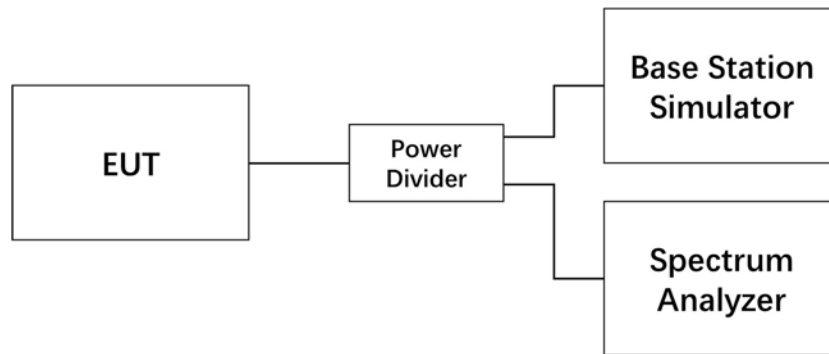 EUT
Power
Divider
Base Station
Simulator
Spectrum
Analyzer